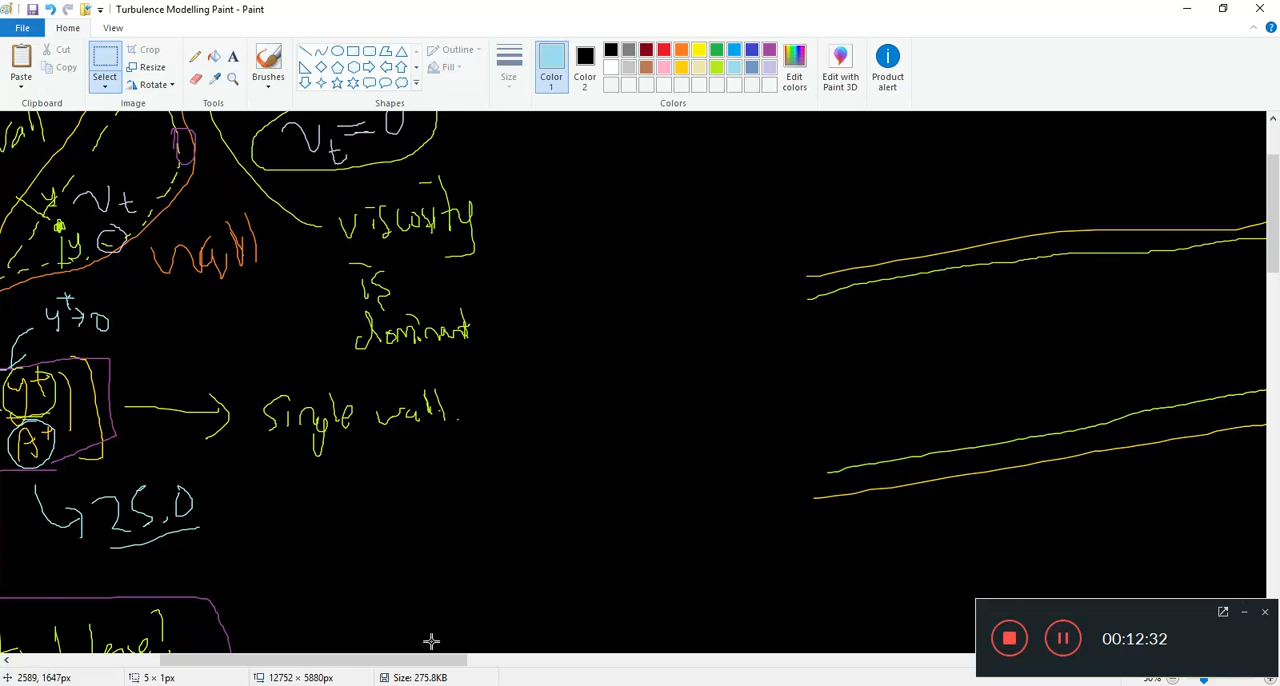 Turbulence Modelling Paint - Paint
File Home View
Paste Cut Copy
Clipboard
Select Crop Resize Rotate
Image
Tools
Brushes
Shapes
Outline Fill
Size
Color 1
Color 2
Edit colors
Colors
Edit with Paint 3D
Product alert
νt = 0
viscosity
is
dominant
wall
wall
y
νt
y
y+→0
y+
A+
single wall.
25.0
00:12:32
2589, 1647px
5 × 1px
12752 × 5880px
Size: 275.8KB
50%